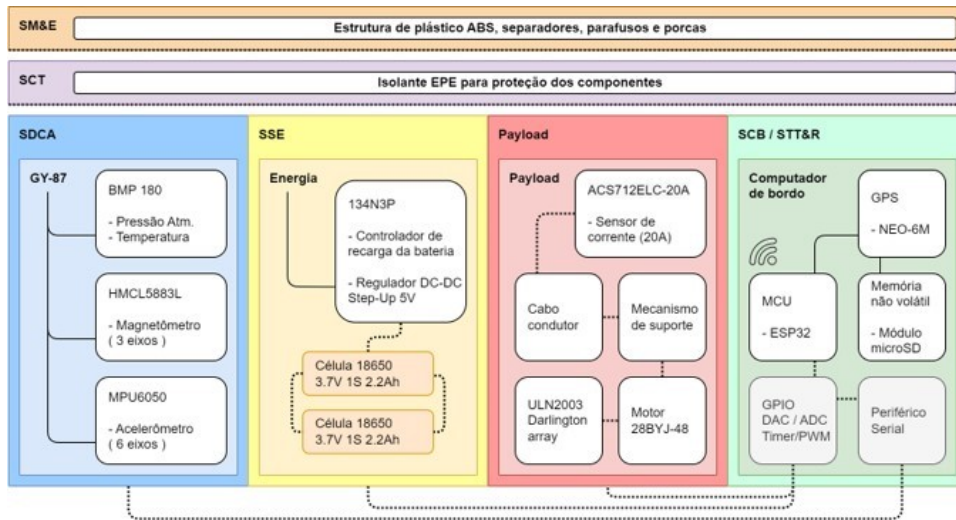 SM&E
Estrutura de plástico ABS, separadores, parafusos e porcas
SCT
Isolante EPE para proteção dos componentes
SDCA
GY-87
BMP 180
- Pressão Atm.
- Temperatura
HMCL5883L
- Magnetômetro
( 3 eixos )
MPU6050
- Acelerômetro
( 6 eixos )
SSE
Energia
134N3P
- Controlador de
recarga da bateria
- Regulador DC-DC
Step-Up 5V
Célula 18650
3.7V 1S 2.2Ah
Célula 18650
3.7V 1S 2.2Ah
Payload
Payload
ACS712ELC-20A
- Sensor de
corrente (20A)
Cabo
condutor
Mecanismo
de suporte
ULN2003
Darlington
array
Motor
28BYJ-48
SCB / STT&R
Computador
de bordo
GPS
- NEO-6M
MCU
- ESP32
Memória
não volátil
- Módulo
microSD
GPIO
DAC / ADC
Timer/PWM
Periférico
Serial